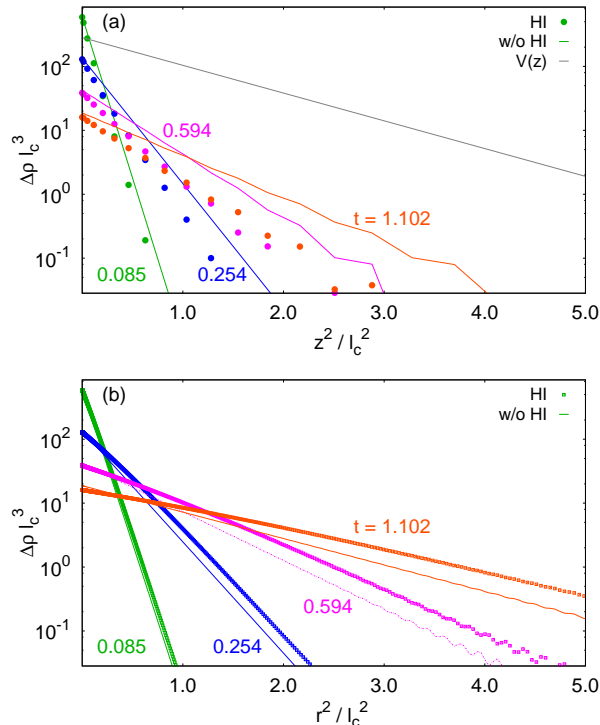 (a)
HI
w/o HI
V(z)
10^2
10^1
10^0
10^-1
Δρ l_c^3
0.594
t = 1.102
0.085
0.254
1.0 2.0 3.0 4.0 5.0
z^2 / l_c^2
(b)
HI
w/o HI
10^2
10^1
10^0
10^-1
Δρ l_c^3
t = 1.102
0.594
0.085
0.254
1.0 2.0 3.0 4.0 5.0
r^2 / l_c^2